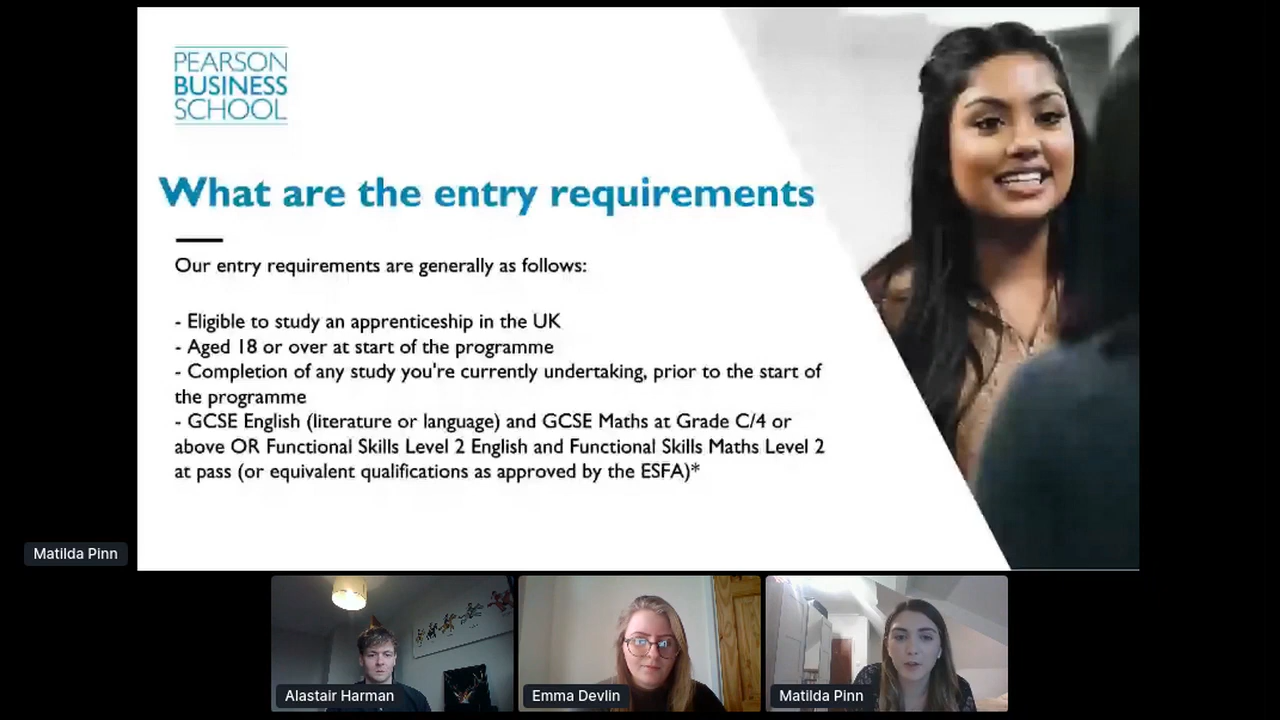 PEARSON
BUSINESS
SCHOOL
What are the entry requirements
Our entry requirements are generally as follows:
- Eligible to study an apprenticeship in the UK
- Aged 18 or over at start of the programme
- Completion of any study you're currently undertaking, prior to the start of
the programme
- GCSE English (literature or language) and GCSE Maths at Grade C/4 or
above OR Functional Skills Level 2 English and Functional Skills Maths Level 2
at pass (or equivalent qualifications as approved by the ESFA)*
Matilda Pinn
Alastair Harman
Emma Devlin
Matilda Pinn